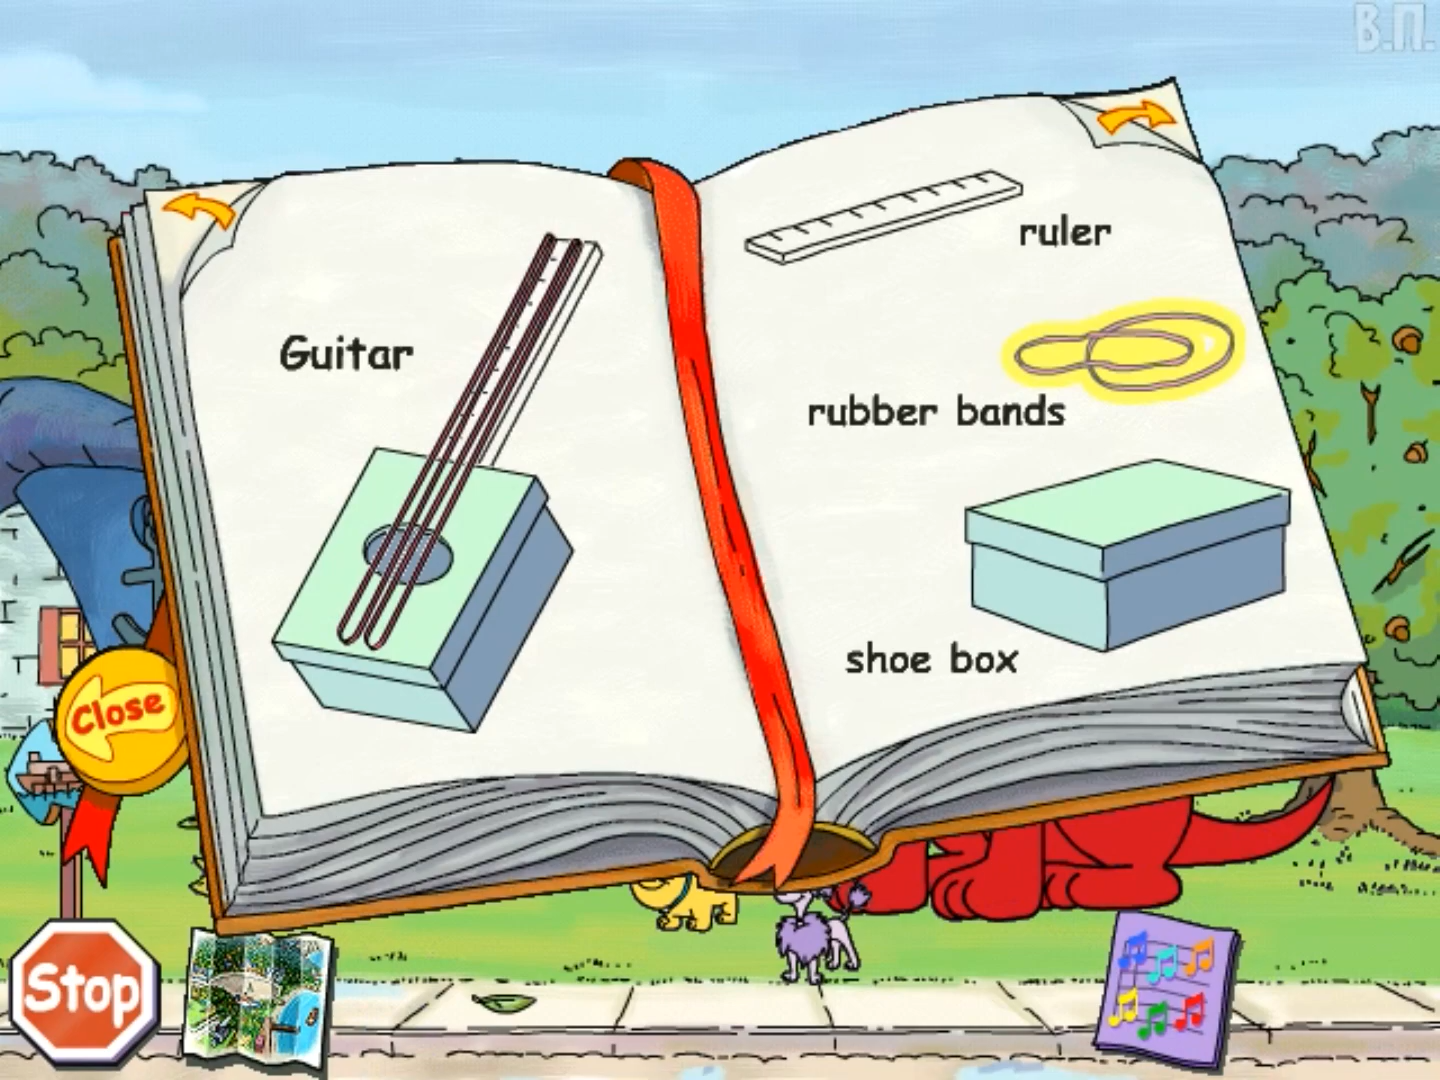 В.П.
ruler
Guitar
rubber bands
shoe box
Close
Stop